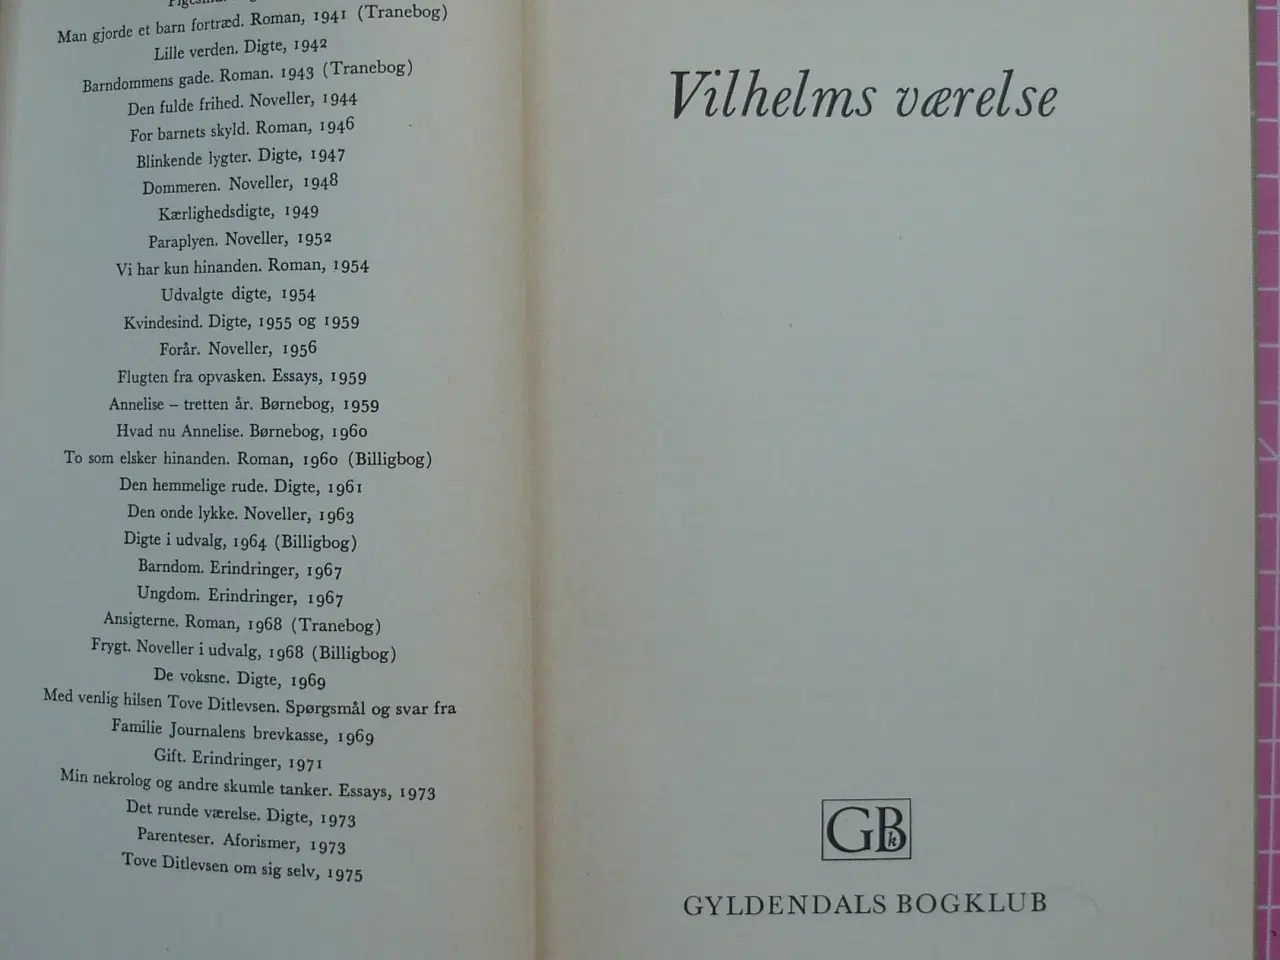 Man gjorde et barn fortræd. Roman, 1941 (Tranebog)
Lille verden. Digte, 1942
Barndommens gade. Roman. 1943 (Tranebog)
Den fulde frihed. Noveller, 1944
For barnets skyld. Roman, 1946
Blinkende lygter. Digte, 1947
Dommeren. Noveller, 1948
Kærlighedsdigte, 1949
Paraplyen. Noveller, 1952
Vi har kun hinanden. Roman, 1954
Udvalgte digte, 1954
Kvindesind. Digte, 1955 og 1959
Forår. Noveller, 1956
Flugten fra opvasken. Essays, 1959
Annelise – tretten år. Børnebog, 1959
Hvad nu Annelise. Børnebog, 1960
To som elsker hinanden. Roman, 1960 (Billigbog)
Den hemmelige rude. Digte, 1961
Den onde lykke. Noveller, 1963
Digte i udvalg, 1964 (Billigbog)
Barndom. Erindringer, 1967
Ungdom. Erindringer, 1967
Ansigterne. Roman, 1968 (Tranebog)
Frygt. Noveller i udvalg, 1968 (Billigbog)
De voksne. Digte, 1969
Med venlig hilsen Tove Ditlevsen. Spørgsmål og svar fra
Familie Journalens brevkasse, 1969
Gift. Erindringer, 1971
Min nekrolog og andre skumle tanker. Essays, 1973
Det runde værelse. Digte, 1973
Parenteser. Aforismer, 1973
Tove Ditlevsen om sig selv, 1975
Vilhelms værelse
GBk
GYLDENDALS BOGKLUB